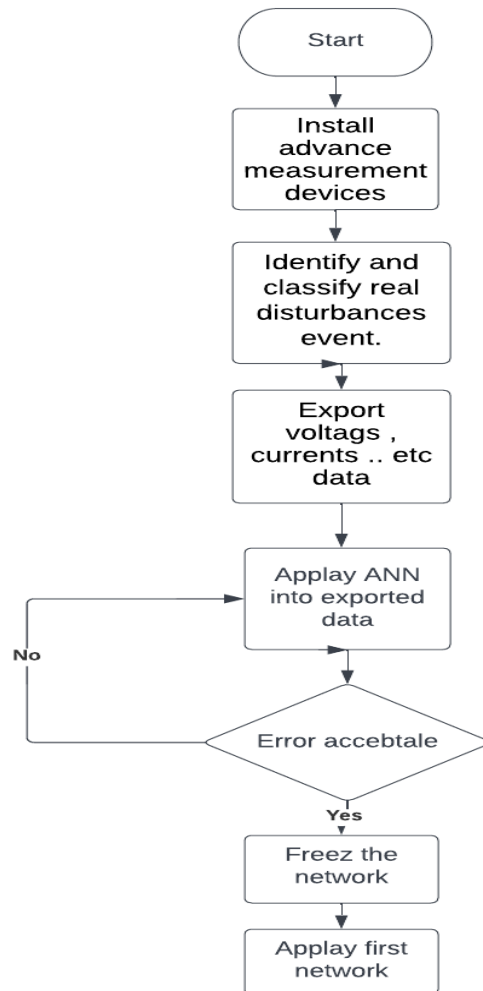 Start
Install
advance
measurement
devices
Identify and
classify real
disturbances
event.
Export
voltags ,
currents .. etc
data
Applay ANN
into exported
data
No
Error accebtale
Yes
Freez the
network
Applay first
network